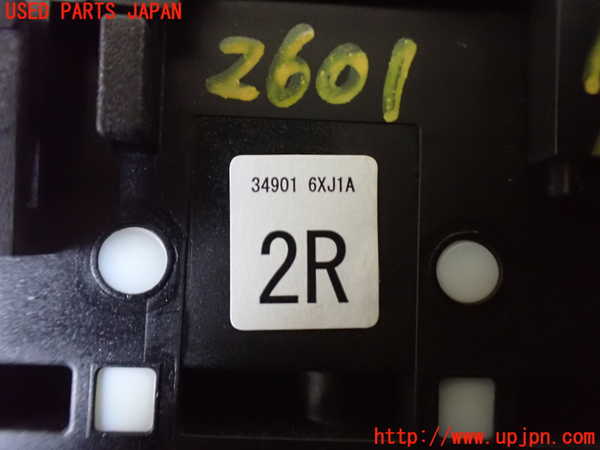 USED PARTS JAPAN
2601
34901 6XJ1A
2R
http://www.upjpn.com/